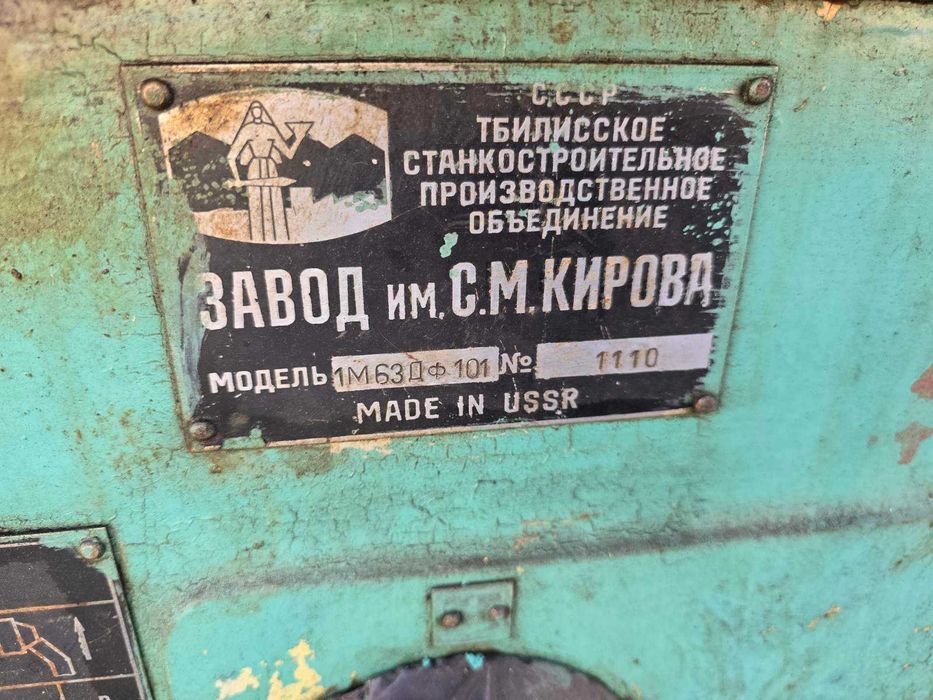 СССР
ТБИЛИССКОЕ
СТАНКОСТРОИТЕЛЬНОЕ
ПРОИЗВОДСТВЕННОЕ
ОБЪЕДИНЕНИЕ
ЗАВОД ИМ. С.М. КИРОВА
МОДЕЛЬ 1М63ДФ101 № 1110
MADE IN USSR